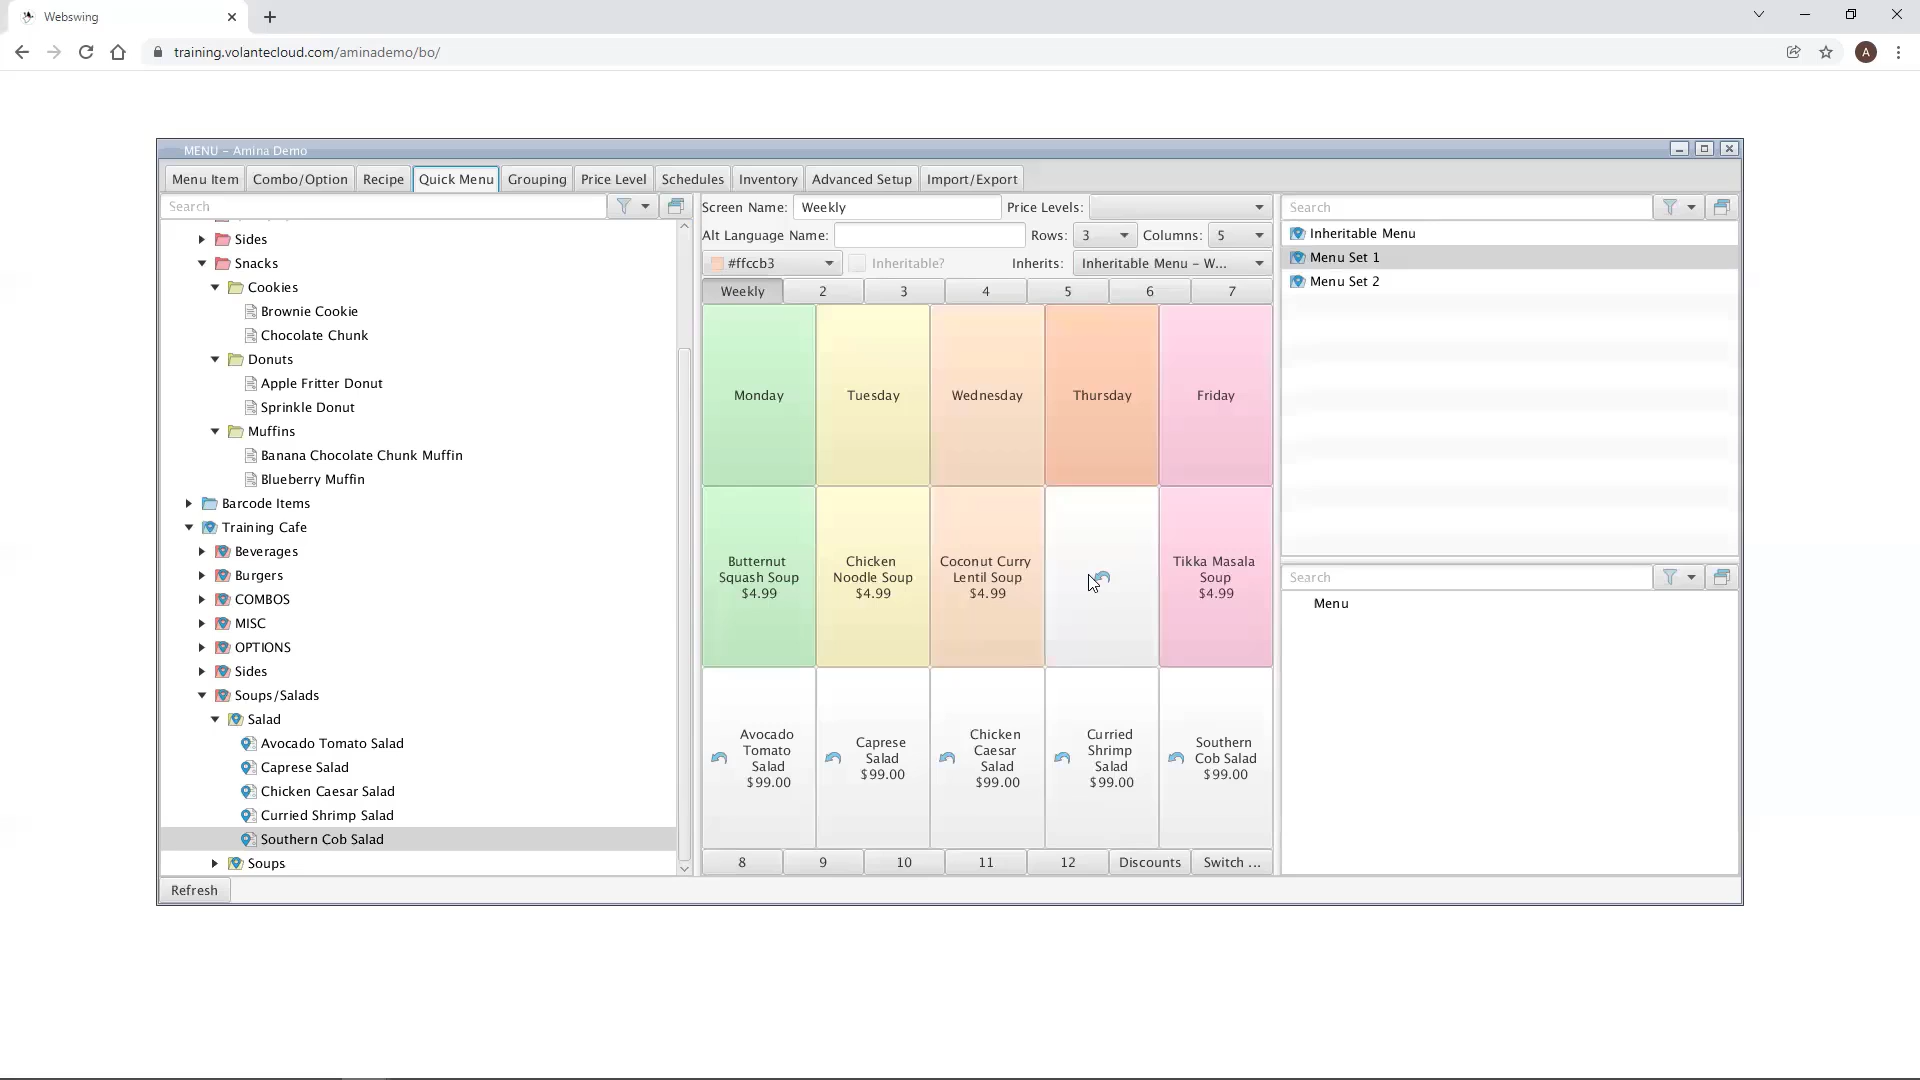 Webswing
training.volantecloud.com/aminademo/bo/
A
MENU - Amina Demo
Menu Item
Combo/Option
Recipe
Quick Menu
Grouping
Price Level
Schedules
Inventory
Advanced Setup
Import/Export
Search
Sides
Snacks
Cookies
Brownie Cookie
Chocolate Chunk
Donuts
Apple Fritter Donut
Sprinkle Donut
Muffins
Banana Chocolate Chunk Muffin
Blueberry Muffin
Barcode Items
Training Cafe
Beverages
Burgers
COMBOS
MISC
OPTIONS
Sides
Soups/Salads
Salad
Avocado Tomato Salad
Caprese Salad
Chicken Caesar Salad
Curried Shrimp Salad
Southern Cob Salad
Soups
Refresh
Screen Name: Weekly Price Levels:
Alt Language Name: Rows: 3 Columns: 5
#ffccb3 Inheritable? Inherits: Inheritable Menu - W...
Weekly 2 3 4 5 6 7
Monday
Tuesday
Wednesday
Thursday
Friday
Butternut
Squash Soup
$4.99
Chicken
Noodle Soup
$4.99
Coconut Curry
Lentil Soup
$4.99
Tikka Masala
Soup
$4.99
Avocado
Tomato
Salad
$99.00
Caprese
Salad
$99.00
Chicken
Caesar
Salad
$99.00
Curried
Shrimp
Salad
$99.00
Southern
Cob Salad
$99.00
8 9 10 11 12 Discounts Switch ...
Search
Inheritable Menu
Menu Set 1
Menu Set 2
Search
Menu